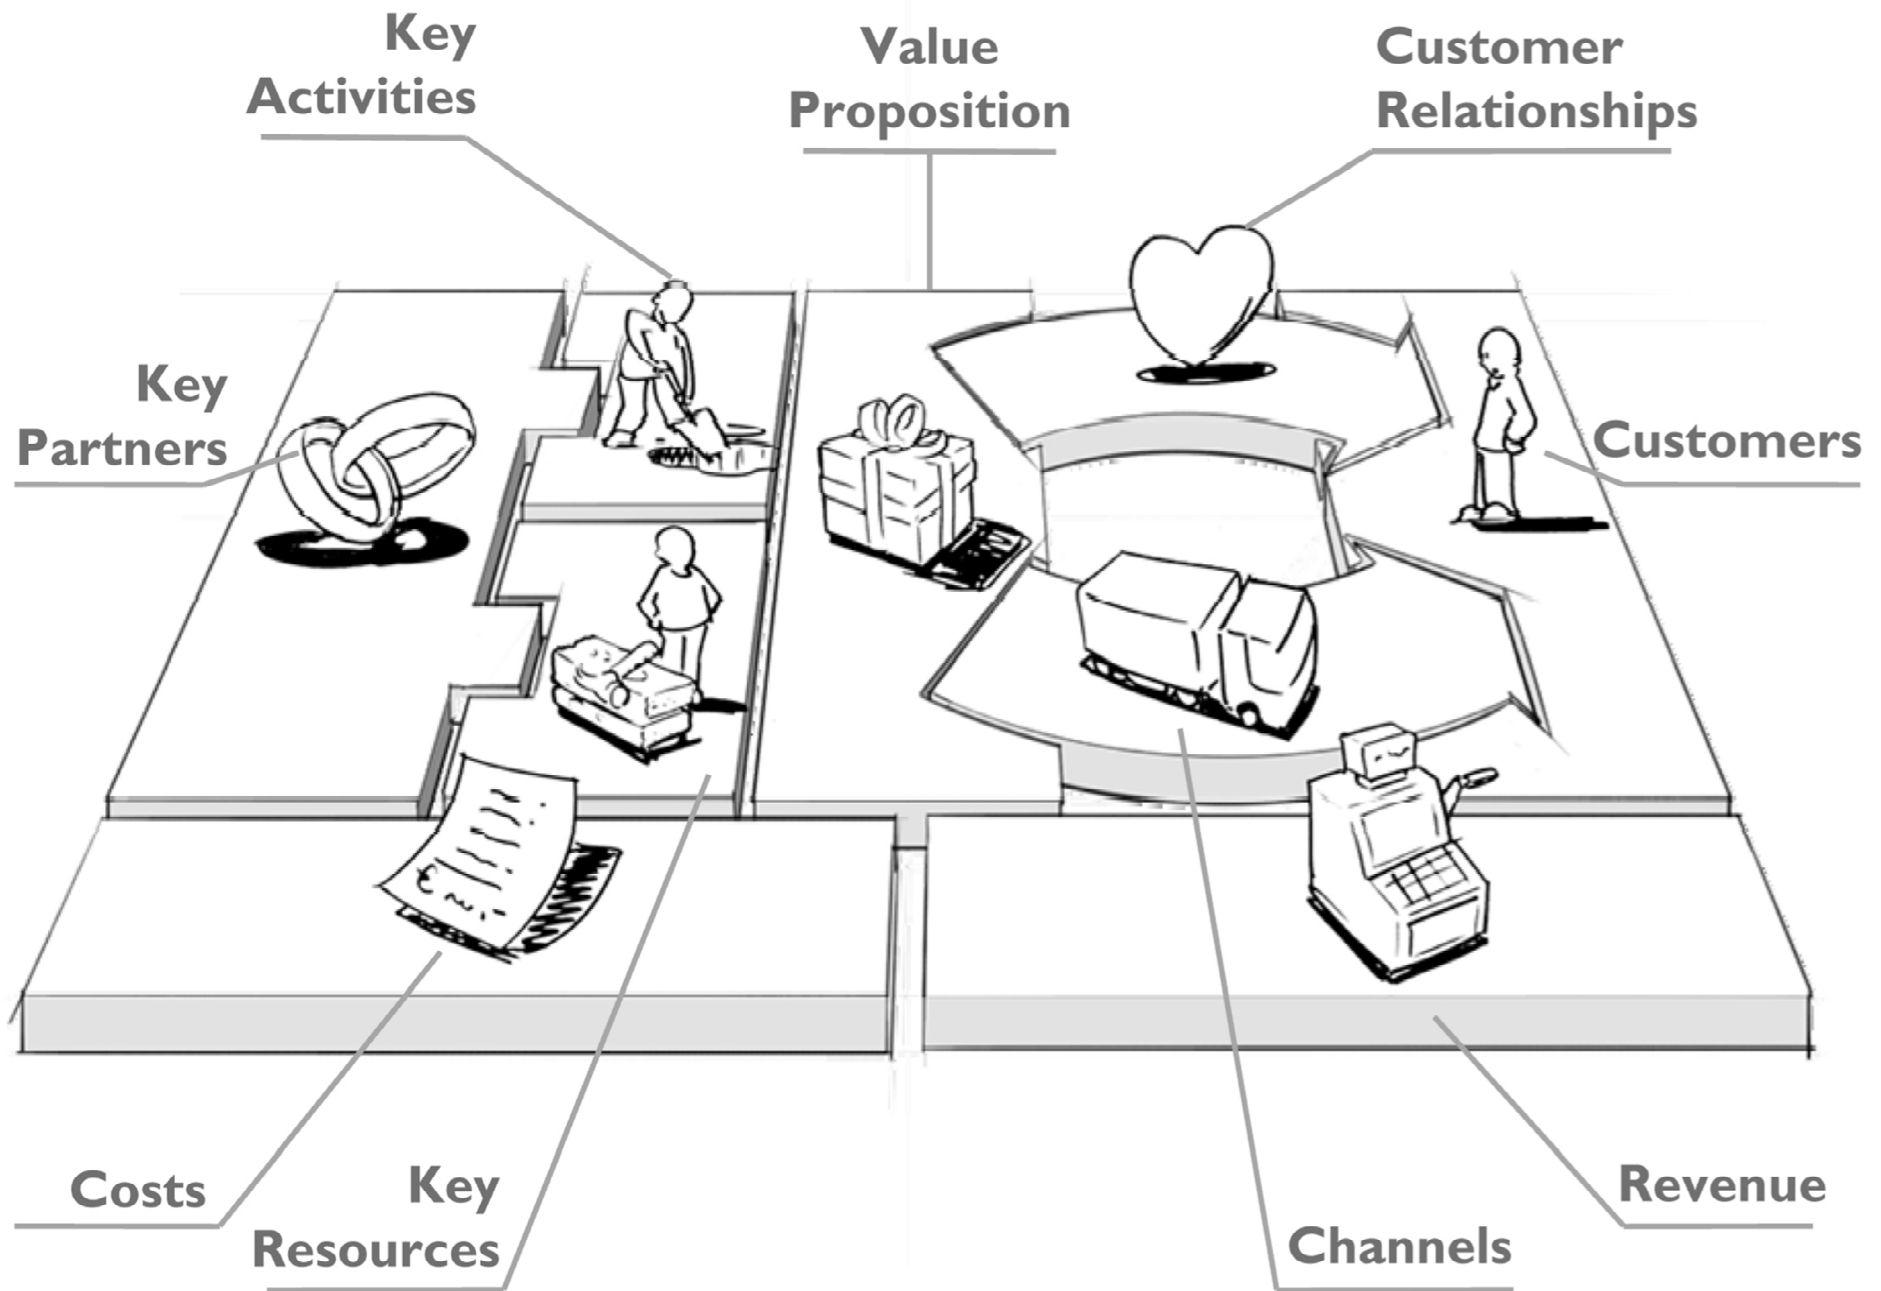 Key
Activities
Value
Proposition
Customer
Relationships
Key
Partners
Customers
Costs
Key
Resources
Channels
Revenue